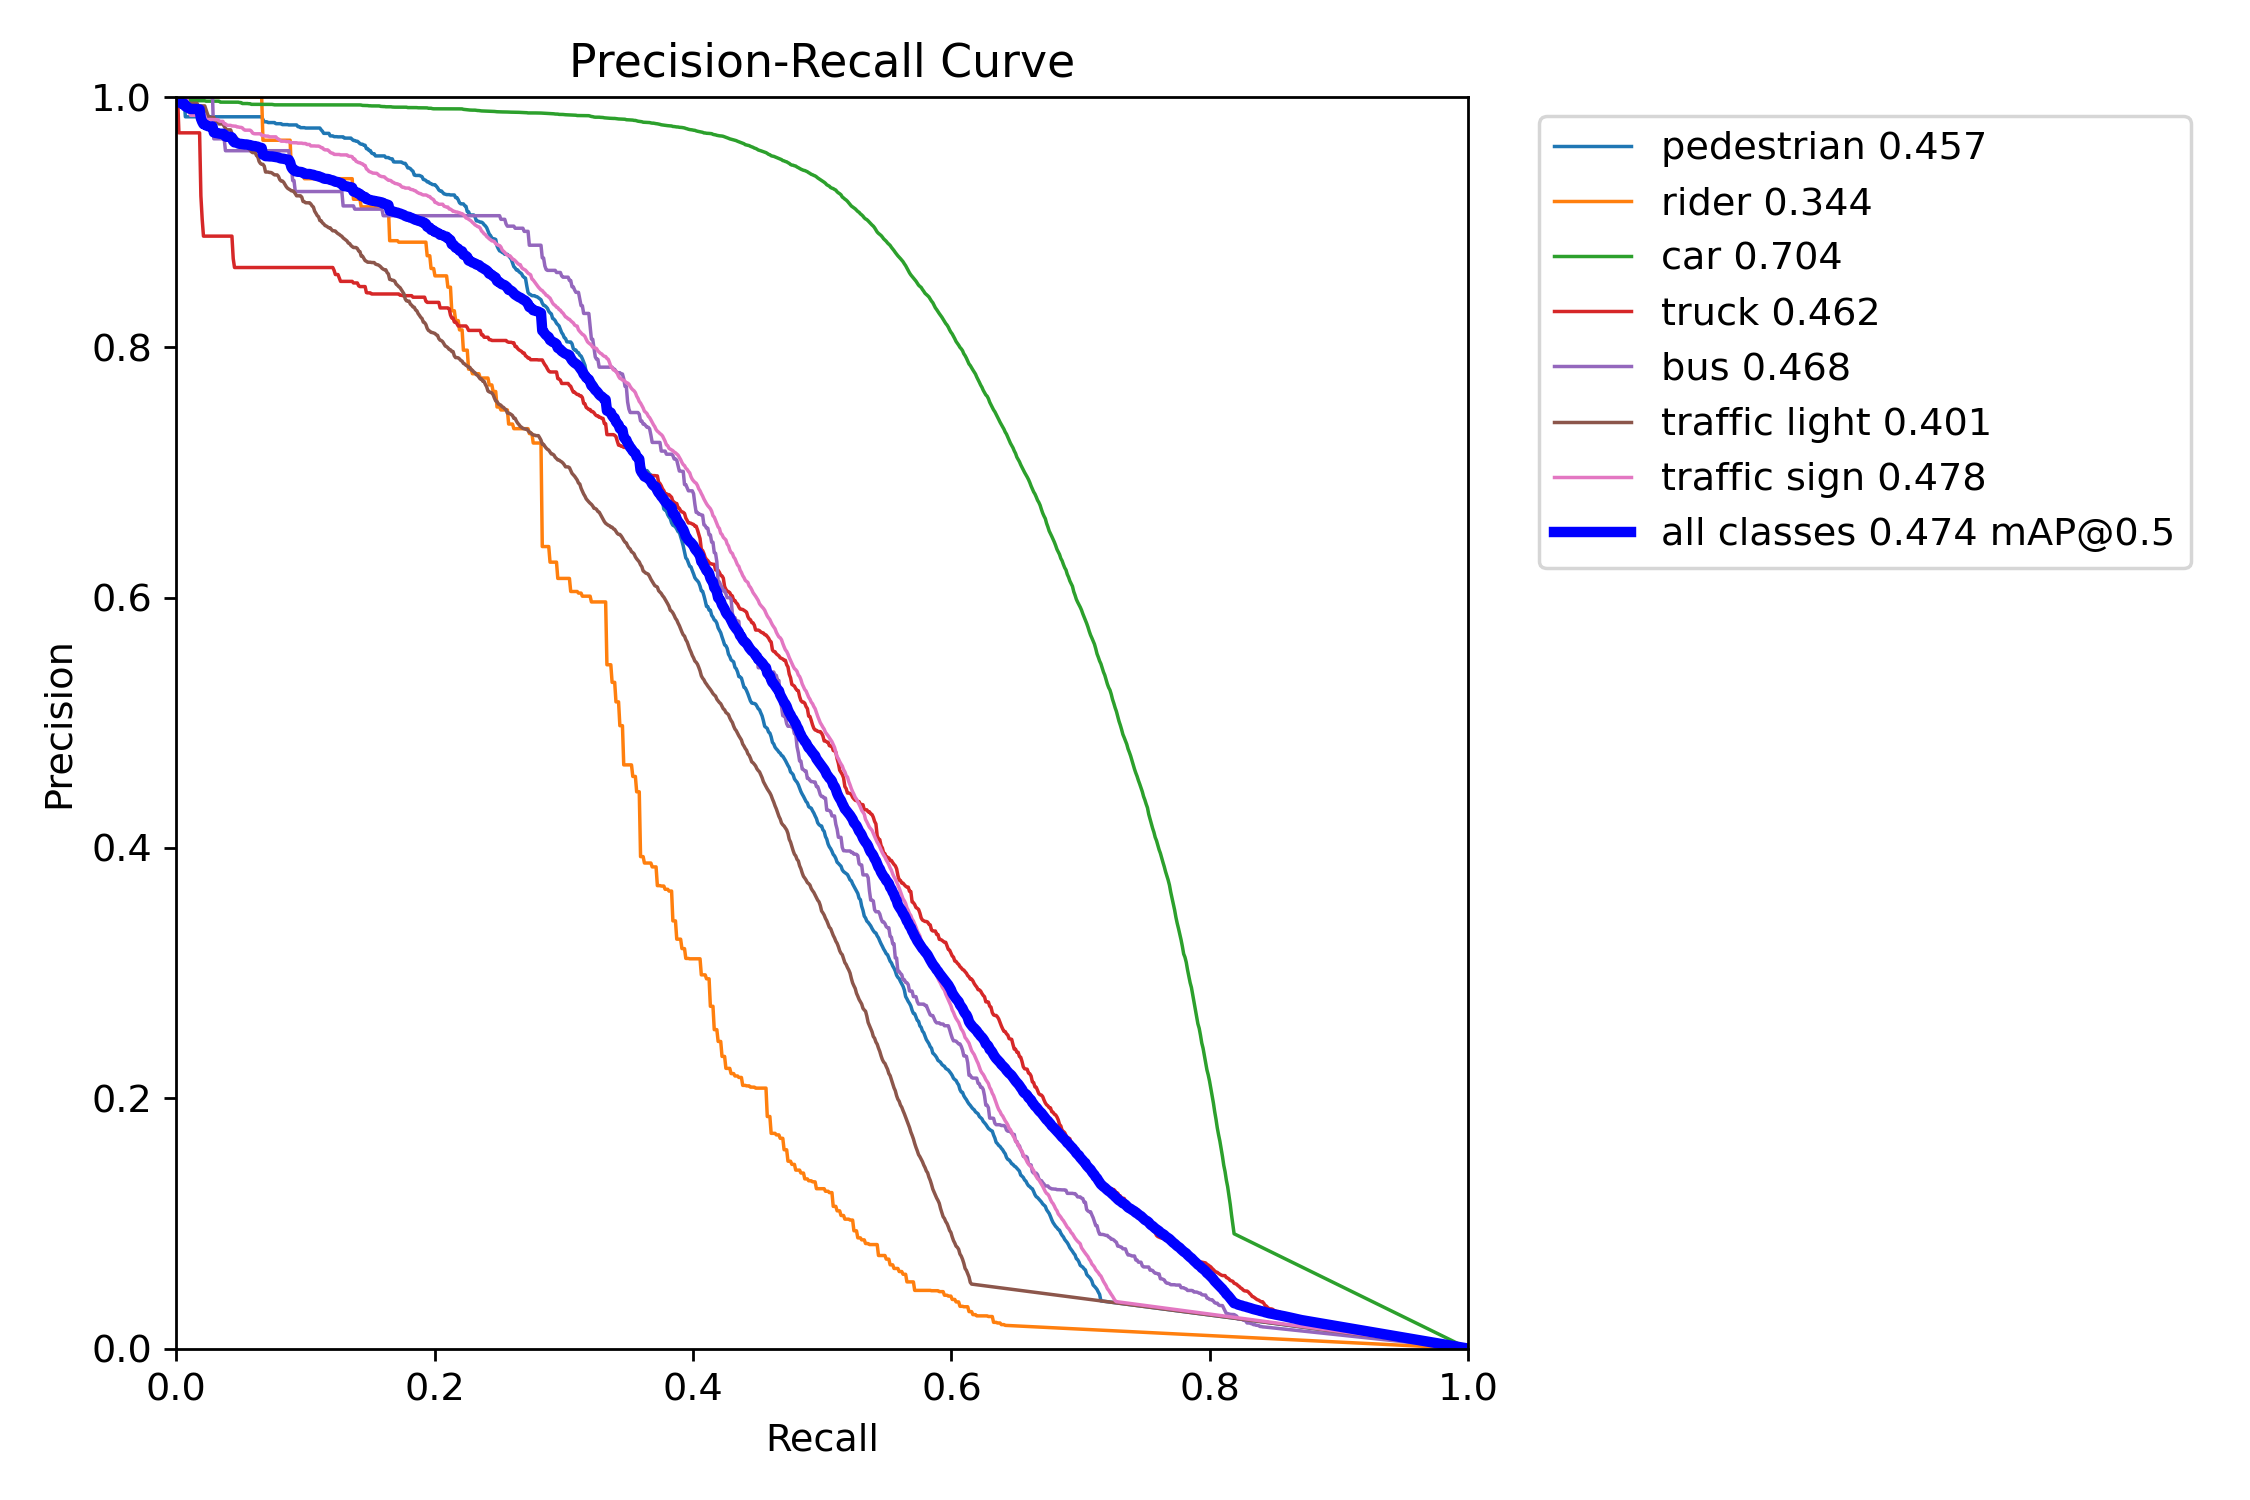 Precision-Recall Curve
1.0
0.8
0.6
0.4
0.2
0.0
Precision
0.0 0.2 0.4 0.6 0.8 1.0
Recall
pedestrian 0.457
rider 0.344
car 0.704
truck 0.462
bus 0.468
traffic light 0.401
traffic sign 0.478
all classes 0.474 mAP@0.5